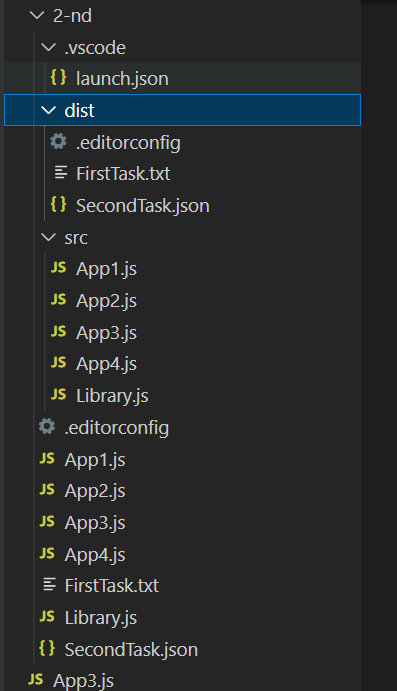 2-nd
.vscode
{} launch.json
dist
.editorconfig
FirstTask.txt
{} SecondTask.json
src
JS App1.js
JS App2.js
JS App3.js
JS App4.js
JS Library.js
.editorconfig
JS App1.js
JS App2.js
JS App3.js
JS App4.js
FirstTask.txt
JS Library.js
{} SecondTask.json
JS App3.js